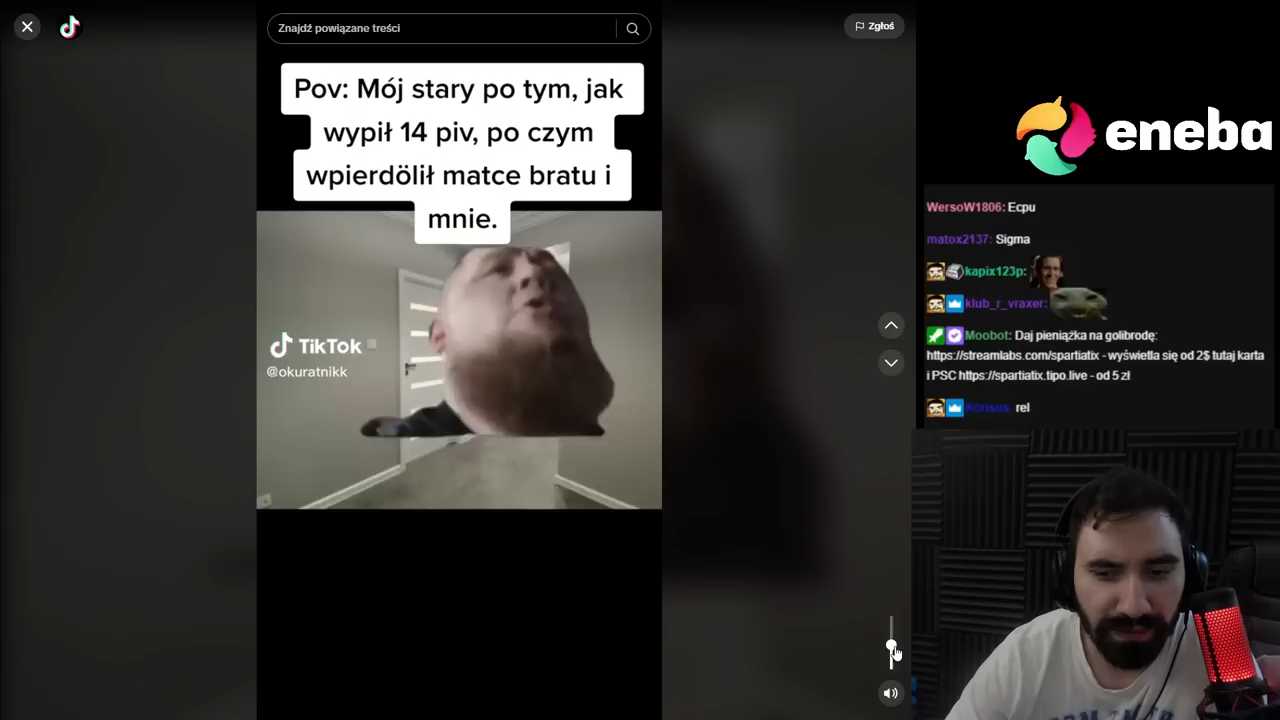 Znajdź powiązane treści
Zgłoś
Pov: Mój stary po tym, jak
wypił 14 piv, po czym
wpierdölił matce bratu i
mnie.
TikTok
@okuratnikk
eneba
WersoW1806: Ecpu
matox2137: Sigma
kapix123p:
klub_r_vraxer:
Moobot: Daj pieniążka na golibrodę:
https://streamlabs.com/spartiatix - wyświetla się od 2$ tutaj karta
i PSC https://spartiatix.tipo.live - od 5 zł
rel